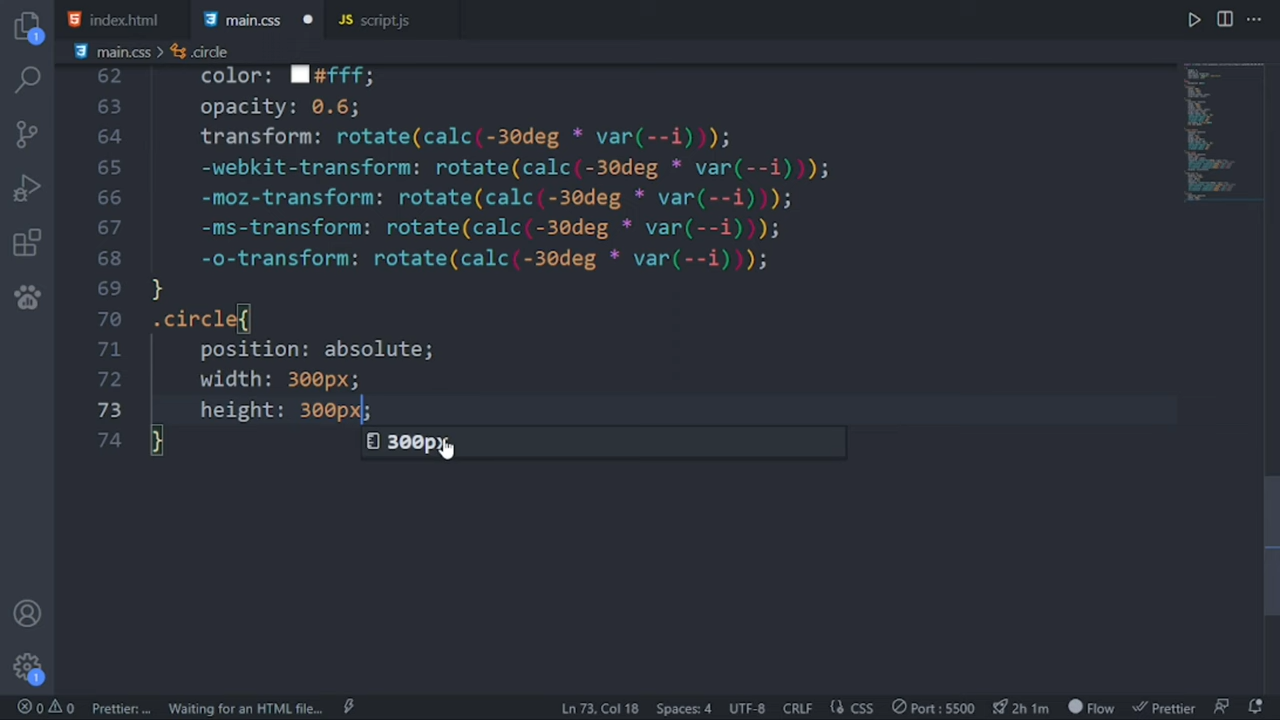 index.html
main.css
JS script.js
main.css > .circle
62 color: #fff;
63 opacity: 0.6;
64 transform: rotate(calc(-30deg * var(--i)));
65 -webkit-transform: rotate(calc(-30deg * var(--i)));
66 -moz-transform: rotate(calc(-30deg * var(--i)));
67 -ms-transform: rotate(calc(-30deg * var(--i)));
68 -o-transform: rotate(calc(-30deg * var(--i)));
69 }
70 .circle{
71 position: absolute;
72 width: 300px;
73 height: 300px;
300px
74 }
1
1
0 0 Prettier: ... Waiting for an HTML file... Ln 73, Col 18 Spaces: 4 UTF-8 CRLF CSS Port : 5500 2h 1m Flow Prettier